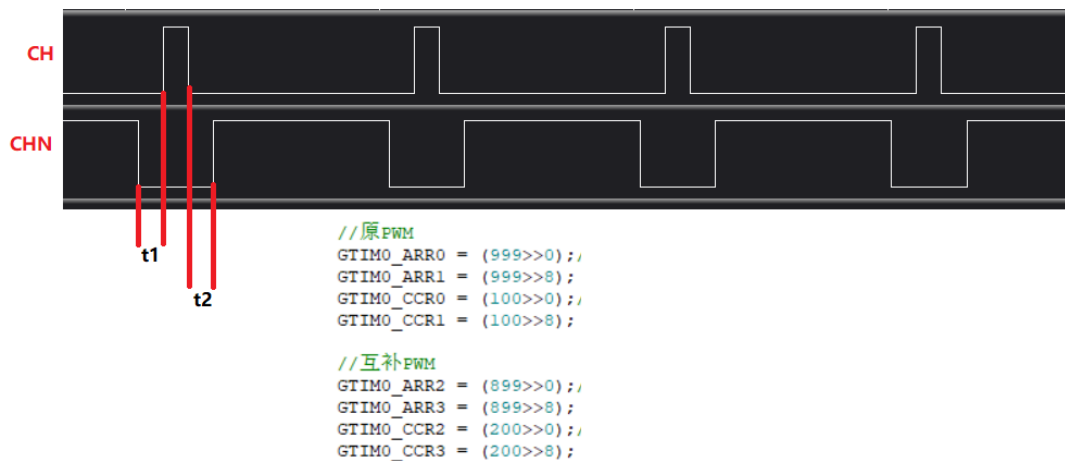 CH
CHN
t1
t2
//原PWM
GTIM0_ARR0 = (999>>0);/
GTIM0_ARR1 = (999>>8);
GTIM0_CCR0 = (100>>0);/
GTIM0_CCR1 = (100>>8);
//互补PWM
GTIM0_ARR2 = (899>>0);/
GTIM0_ARR3 = (899>>8);
GTIM0_CCR2 = (200>>0);/
GTIM0_CCR3 = (200>>8);